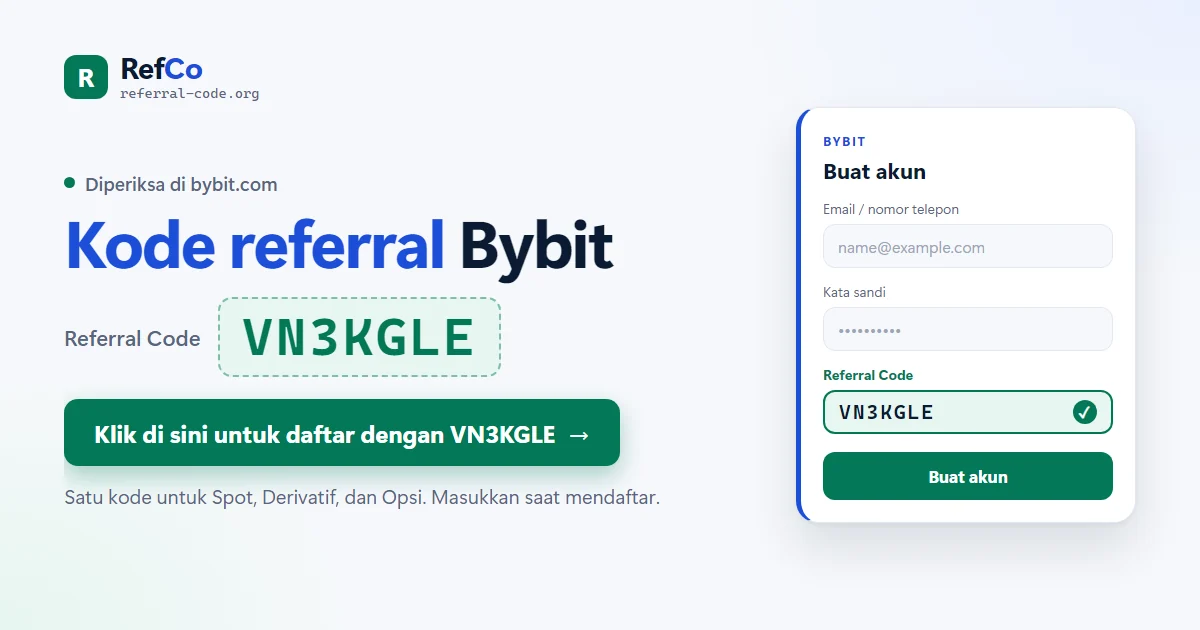 R
RefCo
referral-code.org
Diperiksa di bybit.com
Kode referral Bybit
Referral Code
VN3KGLE
Klik di sini untuk daftar dengan VN3KGLE →
Satu kode untuk Spot, Derivatif, dan Opsi. Masukkan saat mendaftar.
BYBIT
Buat akun
Email / nomor telepon
name@example.com
Kata sandi
••••••••••
Referral Code
VN3KGLE
Buat akun